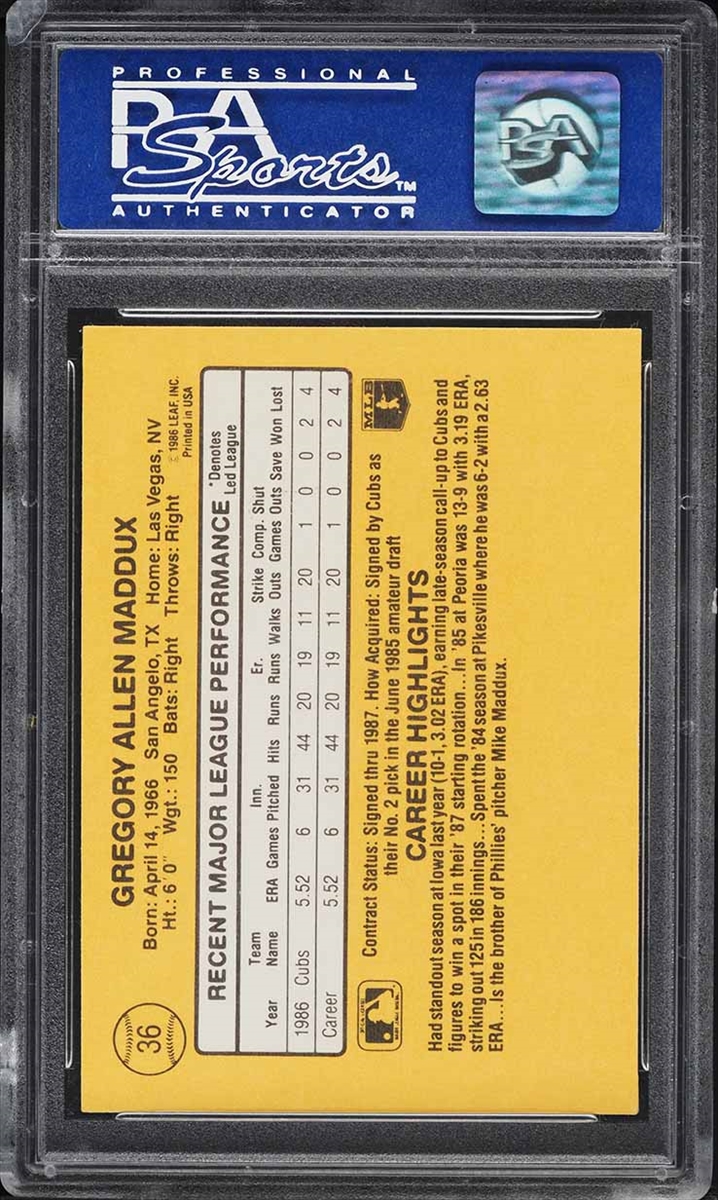 PROFESSIONAL
PSA
Sports™
AUTHENTICATOR
PSA
36
GREGORY ALLEN MADDUX
Born: April 14, 1966 San Angelo, TX Home: Las Vegas, NV
Ht.: 6' 0" Wgt.: 150 Bats: Right Throws: Right
© 1986 LEAF, INC.
Printed in USA
RECENT MAJOR LEAGUE PERFORMANCE
*Denotes
Led League
Team Inn. Er. Strike Comp. Shut
Year Name ERA Games Pitched Hits Runs Runs Walks Outs Games Outs Save Won Lost
1986 Cubs 5.52 6 31 44 20 19 11 20 1 0 0 2 4
Career 5.52 6 31 44 20 19 11 20 1 0 0 2 4
Contract Status: Signed thru 1987. How Acquired: Signed by Cubs as
their No. 2 pick in the June 1985 amateur draft
MLB
CAREER HIGHLIGHTS
Had standout season at Iowa last year (10-1, 3.02 ERA), earning late-season call-up to Cubs and
figures to win a spot in their '87 starting rotation...In '85 at Peoria was 13-9 with 3.19 ERA,
striking out 125 in 186 innings...Spent the '84 season at Pikesville where he was 6-2 with a 2.63
ERA...Is the brother of Phillies' pitcher Mike Maddux.